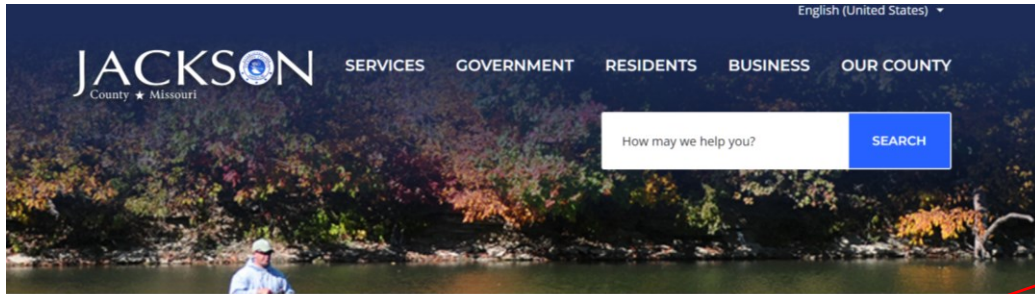 English (United States)
JACKSON
County ★ Missouri
SERVICES GOVERNMENT RESIDENTS BUSINESS OUR COUNTY
How may we help you? SEARCH